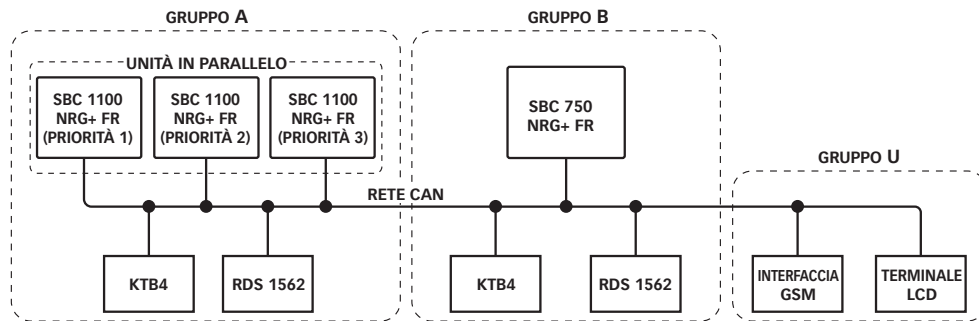 GRUPPO A
GRUPPO B
UNITÀ IN PARALLELO
SBC 1100
NRG+ FR
(PRIORITÀ 1)
SBC 1100
NRG+ FR
(PRIORITÀ 2)
SBC 1100
NRG+ FR
(PRIORITÀ 3)
SBC 750
NRG+ FR
GRUPPO U
RETE CAN
KTB4
RDS 1562
KTB4
RDS 1562
INTERFACCIA
GSM
TERMINALE
LCD